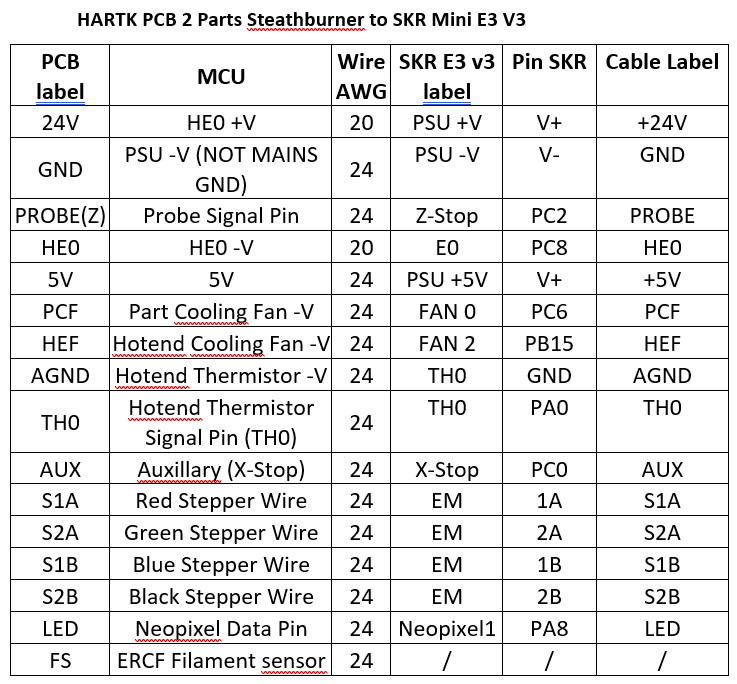 HARTK PCB 2 Parts Steathburner to SKR Mini E3 V3
PCB label | MCU | Wire AWG | SKR E3 v3 label | Pin SKR | Cable Label
24V | HE0 +V | 20 | PSU +V | V+ | +24V
GND | PSU -V (NOT MAINS GND) | 24 | PSU -V | V- | GND
PROBE(Z) | Probe Signal Pin | 24 | Z-Stop | PC2 | PROBE
HE0 | HE0 -V | 20 | E0 | PC8 | HE0
5V | 5V | 24 | PSU +5V | V+ | +5V
PCF | Part Cooling Fan -V | 24 | FAN 0 | PC6 | PCF
HEF | Hotend Cooling Fan -V | 24 | FAN 2 | PB15 | HEF
AGND | Hotend Thermistor -V | 24 | TH0 | GND | AGND
TH0 | Hotend Thermistor Signal Pin (TH0) | 24 | TH0 | PA0 | TH0
AUX | Auxillary (X-Stop) | 24 | X-Stop | PC0 | AUX
S1A | Red Stepper Wire | 24 | EM | 1A | S1A
S2A | Green Stepper Wire | 24 | EM | 2A | S2A
S1B | Blue Stepper Wire | 24 | EM | 1B | S1B
S2B | Black Stepper Wire | 24 | EM | 2B | S2B
LED | Neopixel Data Pin | 24 | Neopixel1 | PA8 | LED
FS | ERCF Filament sensor | 24 | / | / | /